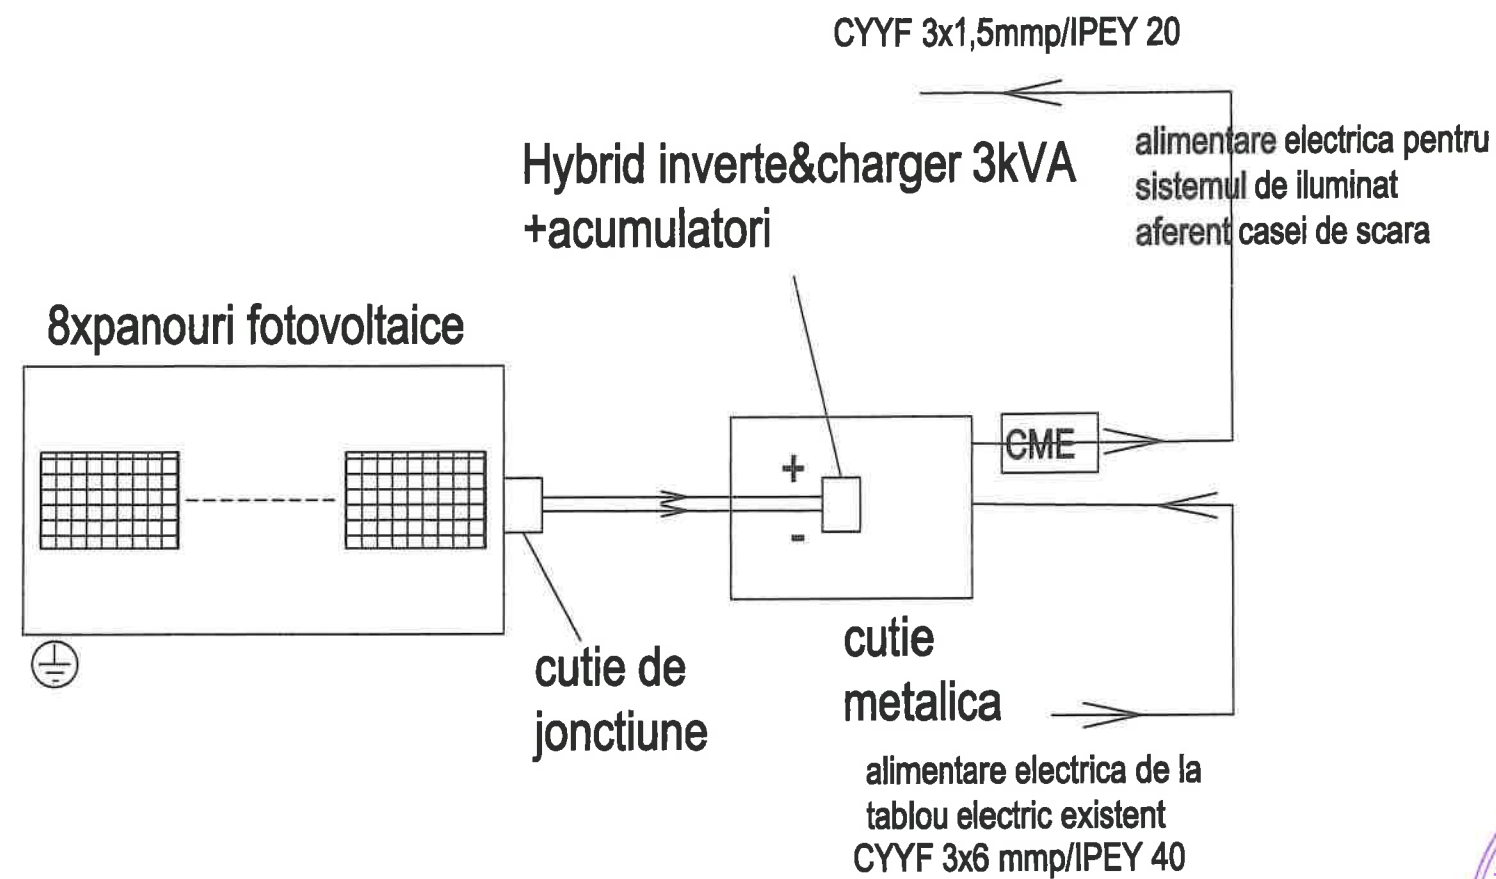 CYYF 3x1,5mmp/IPEY 20
Hybrid inverte&charger 3kVA
+acumulatori
alimentare electrica pentru
sistemul de iluminat
aferent casei de scara
8xpanouri fotovoltaice
CME
+
-
cutie de
jonctiune
cutie
metalica
alimentare electrica de la
tablou electric existent
CYYF 3x6 mmp/IPEY 40